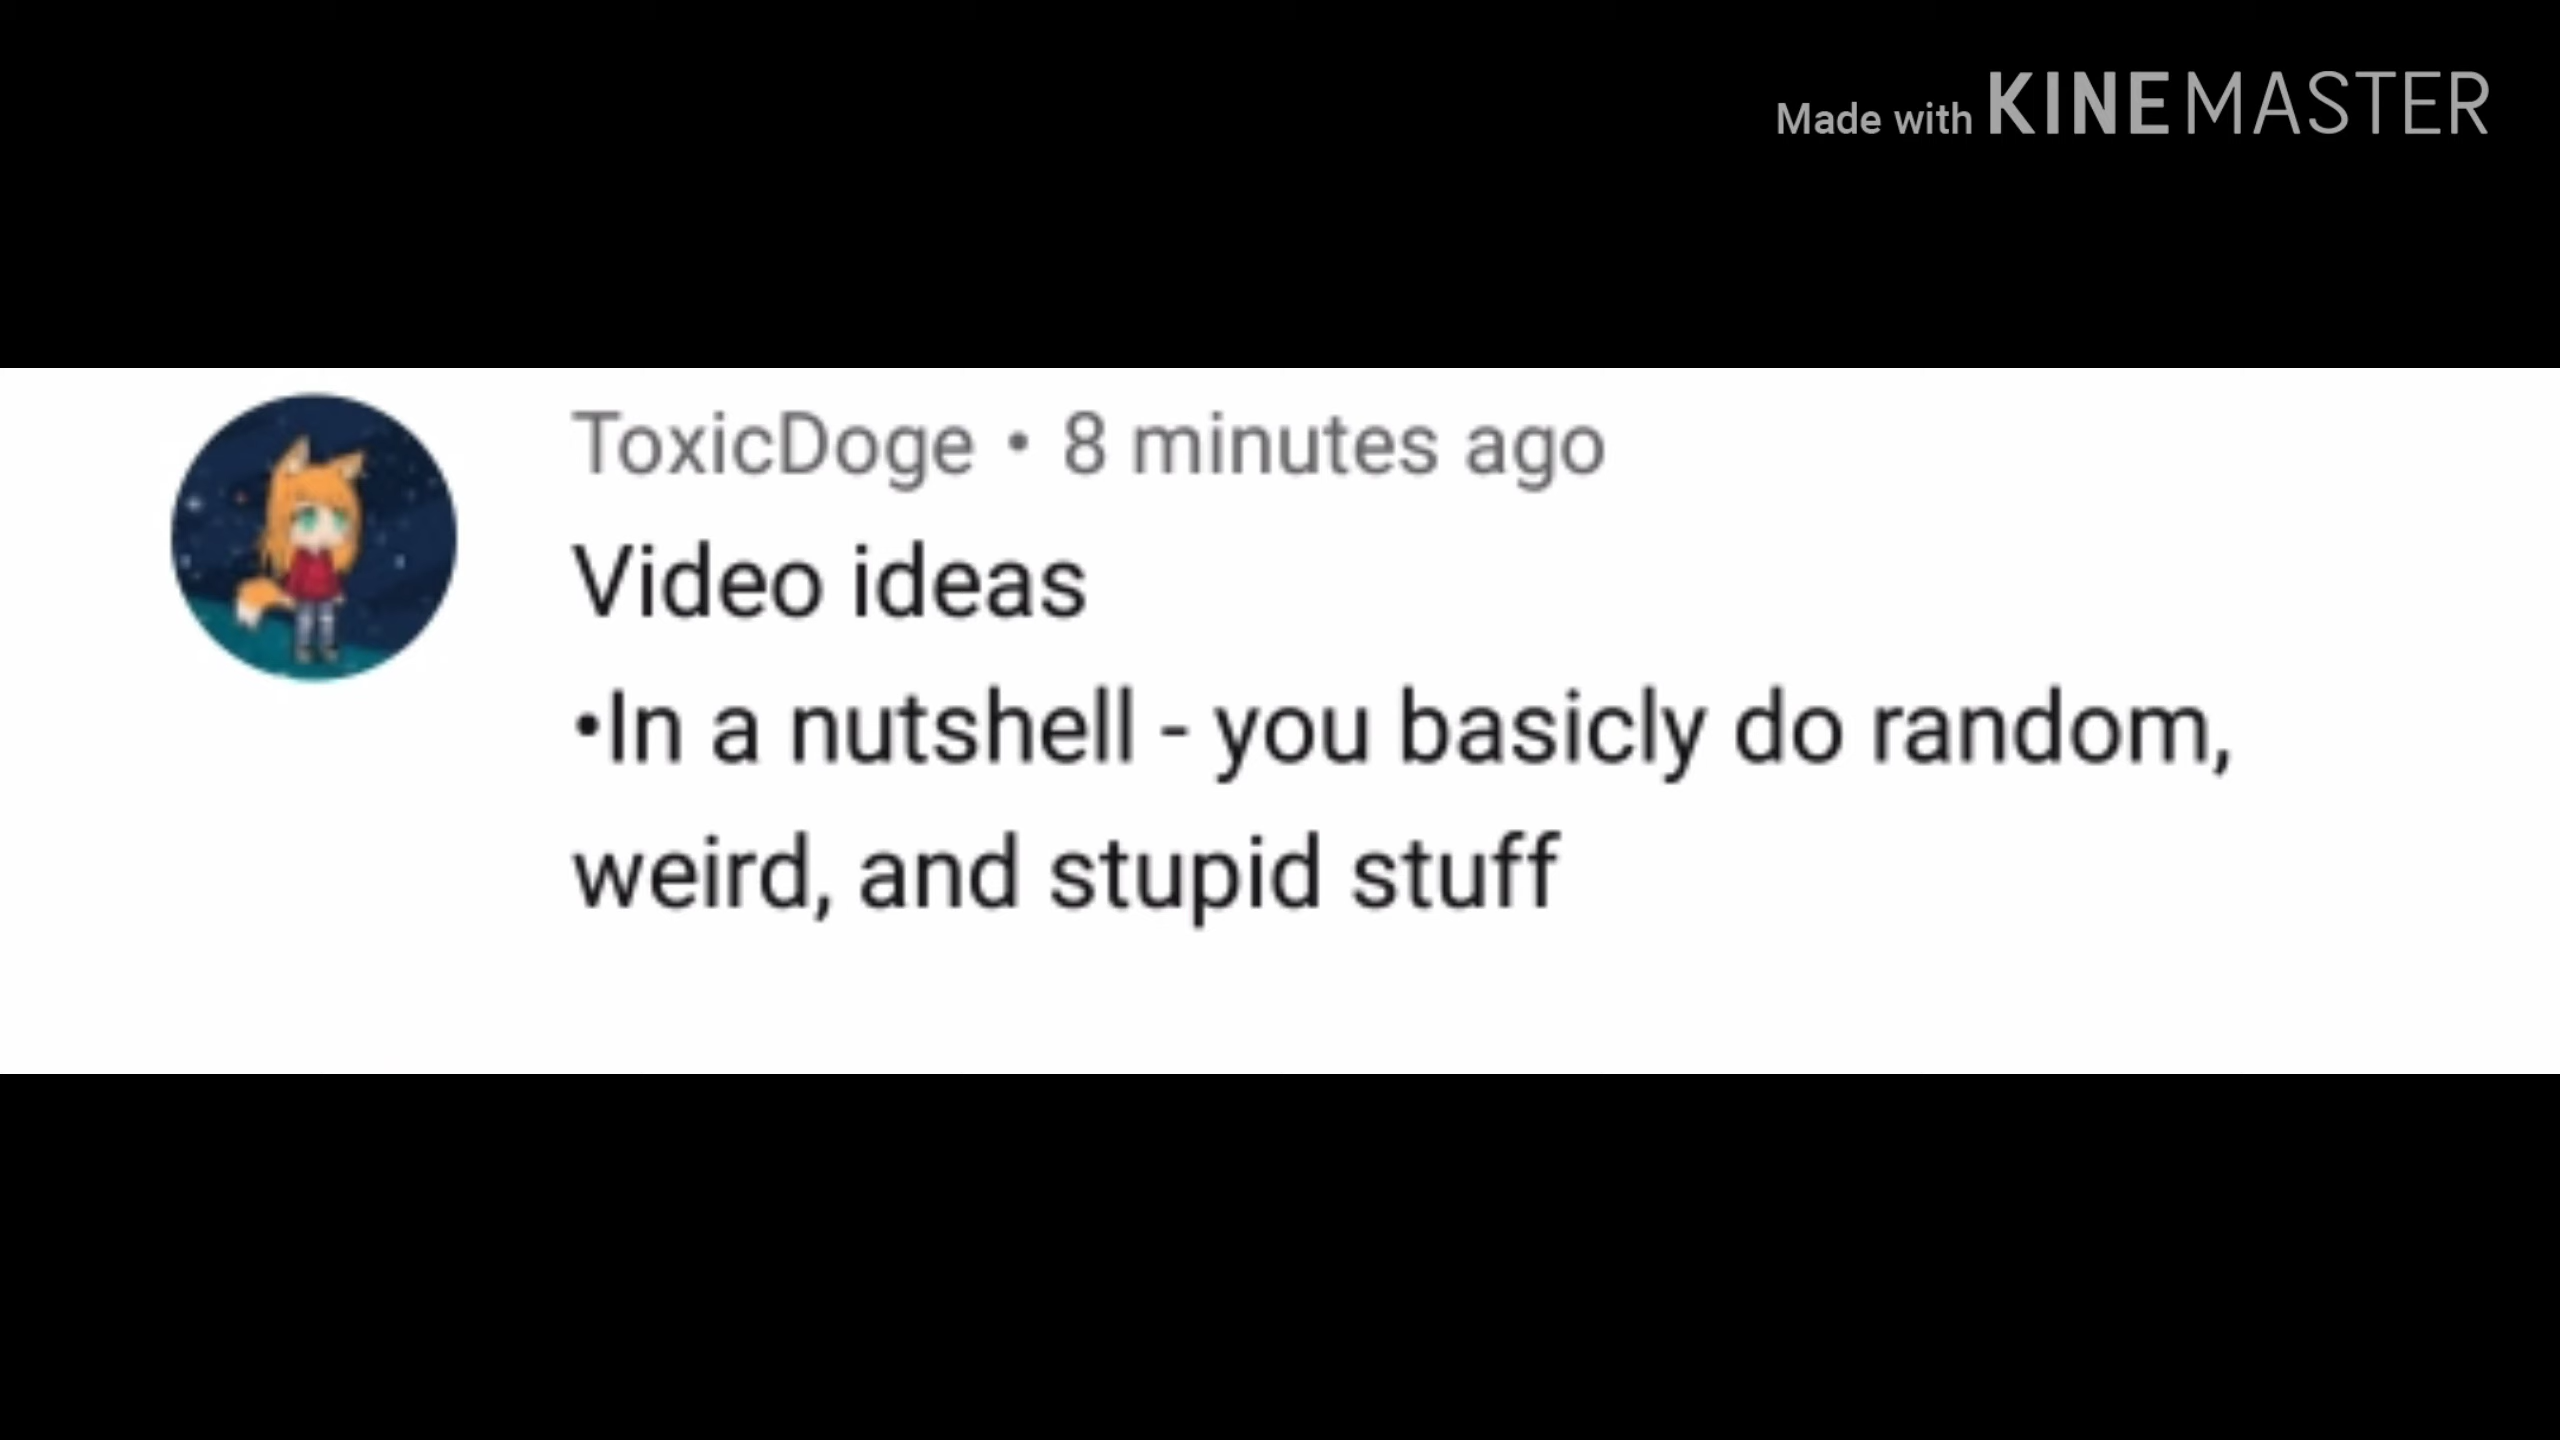 Made with KINEMASTER
ToxicDoge • 8 minutes ago
Video ideas
•In a nutshell - you basicly do random,
weird, and stupid stuff